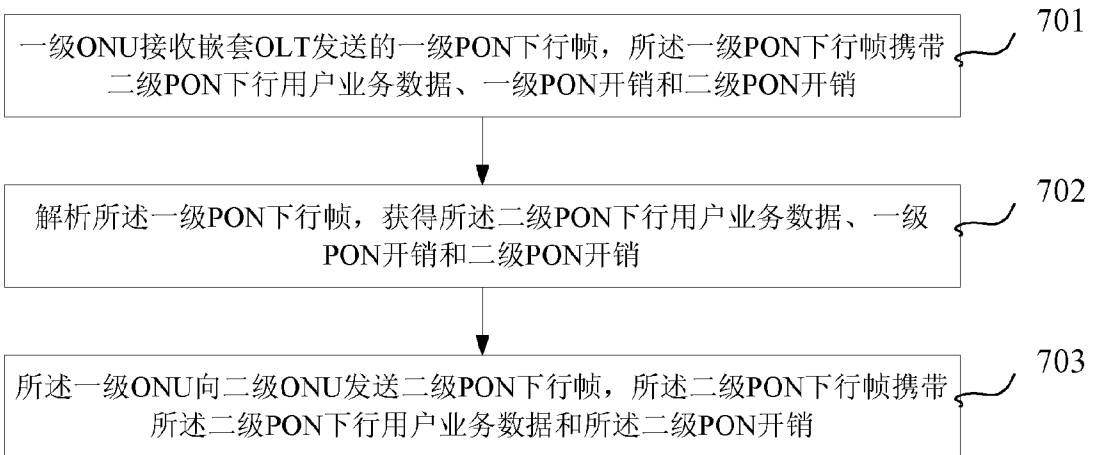 一级ONU接收嵌套OLT发送的一级PON下行帧，所述一级PON下行帧携带
二级PON下行用户业务数据、一级PON开销和二级PON开销
701
解析所述一级PON下行帧，获得所述二级PON下行用户业务数据、一级
PON开销和二级PON开销
702
所述一级ONU向二级ONU发送二级PON下行帧，所述二级PON下行帧携带
所述二级PON下行用户业务数据和所述二级PON开销
703